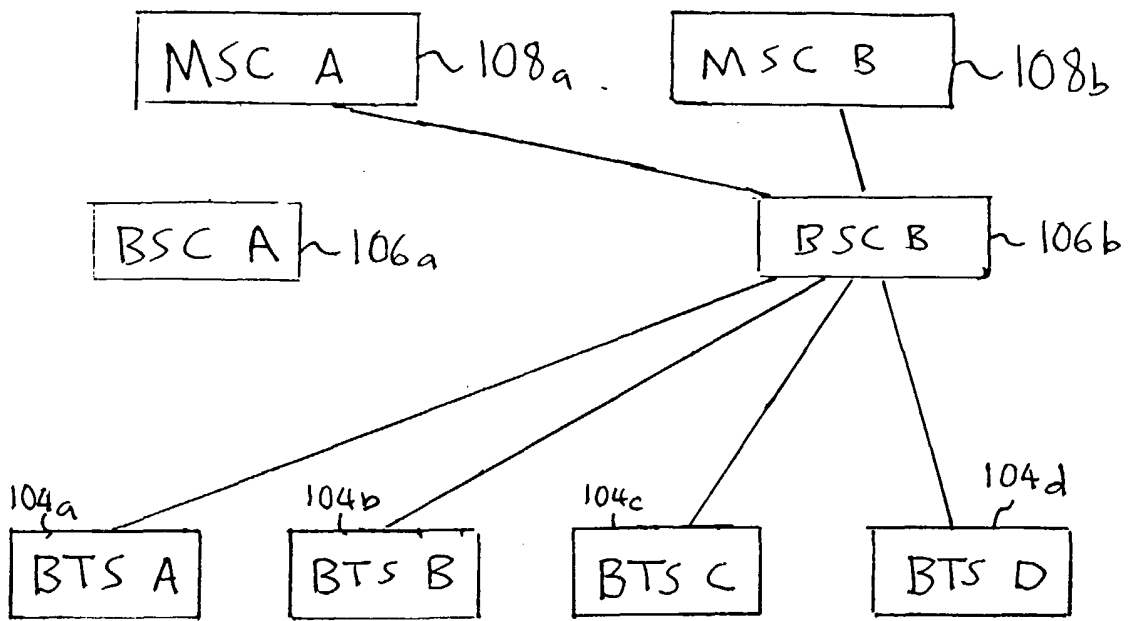 MSC A 108a
MSC B 108b
BSC A 106a
BSC B 106b
104a
104b
104c
104d
BTS A
BTS B
BTS C
BTS D